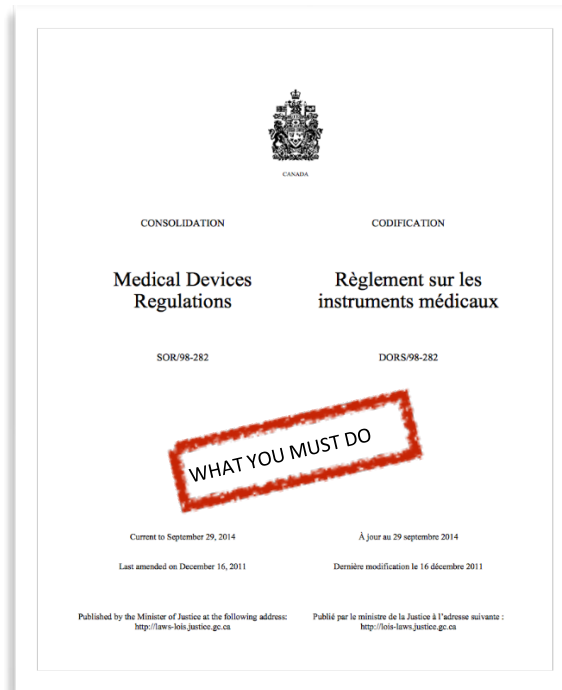 CANADA
CONSOLIDATION
CODIFICATION
Medical Devices
Regulations
Règlement sur les
instruments médicaux
SOR/98-282
DORS/98-282
WHAT YOU MUST DO
Current to September 29, 2014
À jour au 29 septembre 2014
Last amended on December 16, 2011
Dernière modification le 16 décembre 2011
Published by the Minister of Justice at the following address:
http://laws-lois.justice.gc.ca
Publié par le ministre de la Justice à l'adresse suivante :
http://lois-laws.justice.gc.ca